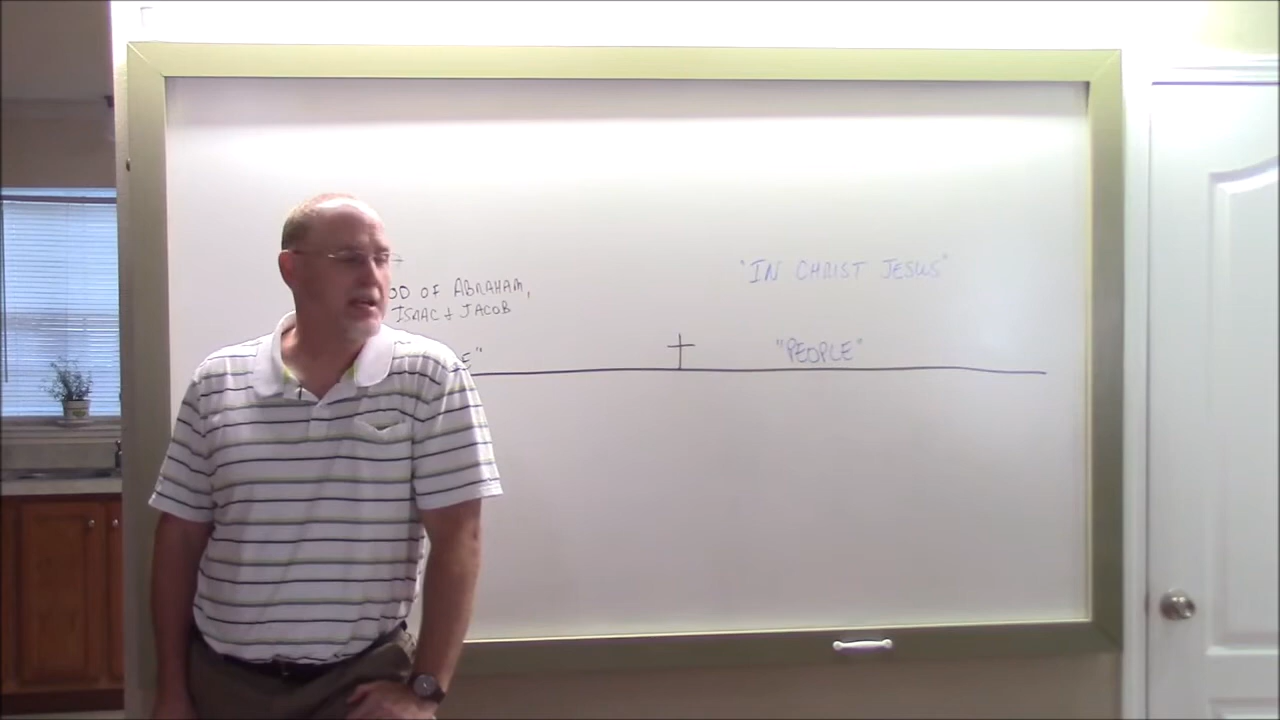 OD OF ABRAHAM,
ISAAC + JACOB
E"
"IN CHRIST JESUS"
"PEOPLE"